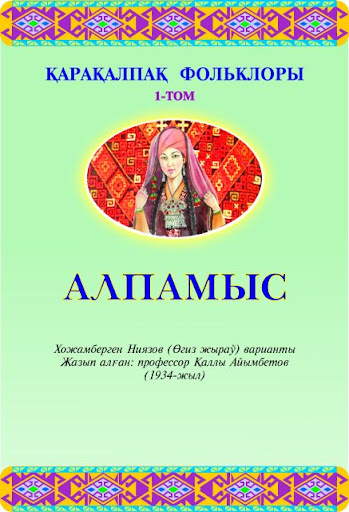 ҚАРАҚАЛПАҚ ФОЛЬКЛОРЫ
1-ТОМ
АЛПАМЫС
Хожамберген Ниязов (Өгиз жыраў) варианты
Жазып алған: профессор Қаллы Айымбетов
(1934-жыл)